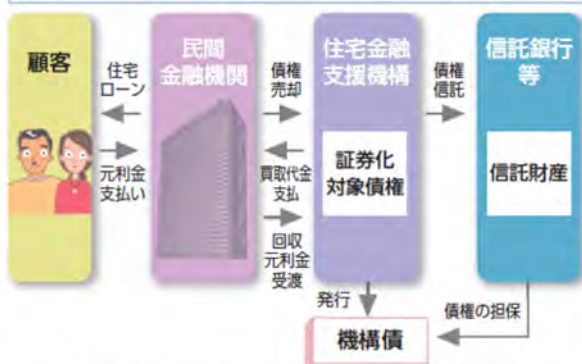 顧客
住宅
ローン
元利金
支払い
民間
金融機関
債権
売却
買取代金
支払
回収
元利金
受渡
住宅金融
支援機構
証券化
対象債権
債権
信託
信託銀行
等
信託財産
発行
債権の担保
機構債